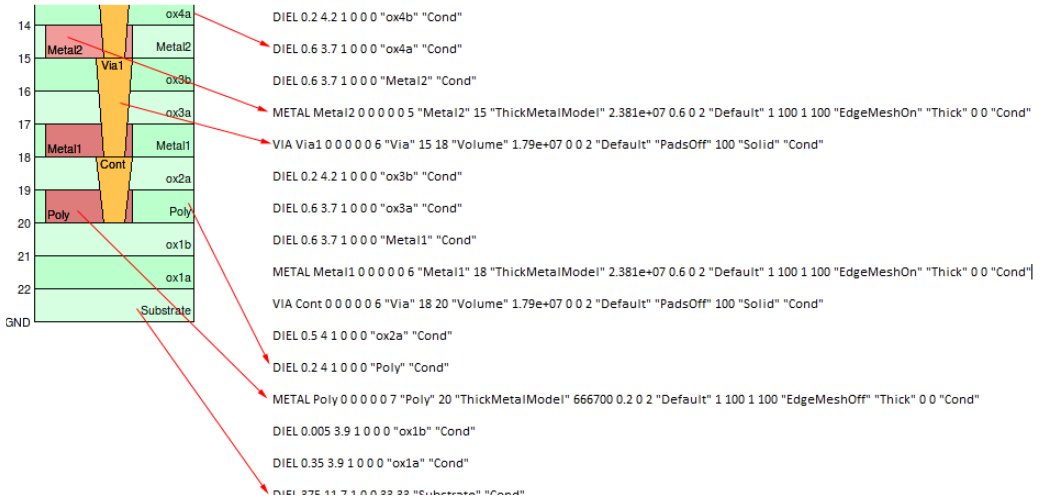 ox4a
14
Metal2
Metal2
15
Via1
ox3b
16
ox3a
17
Metal1
Metal1
18
Cont
ox2a
19
Poly
Poly
20
ox1b
21
ox1a
22
Substrate
GND
DIEL 0.2 4.2 1 0 0 0 "ox4b" "Cond"
DIEL 0.6 3.7 1 0 0 0 "ox4a" "Cond"
DIEL 0.6 3.7 1 0 0 0 "Metal2" "Cond"
METAL Metal2 0 0 0 0 0 5 "Metal2" 15 "ThickMetalModel" 2.381e+07 0.6 0 2 "Default" 1 100 1 100 "EdgeMeshOn" "Thick" 0 0 "Cond"
VIA Via1 0 0 0 0 0 6 "Via" 15 18 "Volume" 1.79e+07 0 0 2 "Default" "PadsOff" 100 "Solid" "Cond"
DIEL 0.2 4.2 1 0 0 0 "ox3b" "Cond"
DIEL 0.6 3.7 1 0 0 0 "ox3a" "Cond"
DIEL 0.6 3.7 1 0 0 0 "Metal1" "Cond"
METAL Metal1 0 0 0 0 0 6 "Metal1" 18 "ThickMetalModel" 2.381e+07 0.6 0 2 "Default" 1 100 1 100 "EdgeMeshOn" "Thick" 0 0 "Cond"
VIA Cont 0 0 0 0 0 6 "Via" 18 20 "Volume" 1.79e+07 0 0 2 "Default" "PadsOff" 100 "Solid" "Cond"
DIEL 0.5 4 1 0 0 0 "ox2a" "Cond"
DIEL 0.2 4 1 0 0 0 "Poly" "Cond"
METAL Poly 0 0 0 0 0 7 "Poly" 20 "ThickMetalModel" 666700 0.2 0 2 "Default" 1 100 1 100 "EdgeMeshOff" "Thick" 0 0 "Cond"
DIEL 0.005 3.9 1 0 0 0 "ox1b" "Cond"
DIEL 0.35 3.9 1 0 0 0 "ox1a" "Cond"
DIEL 375 11.7 1 0 0 33.33 "Substrate" "Cond"